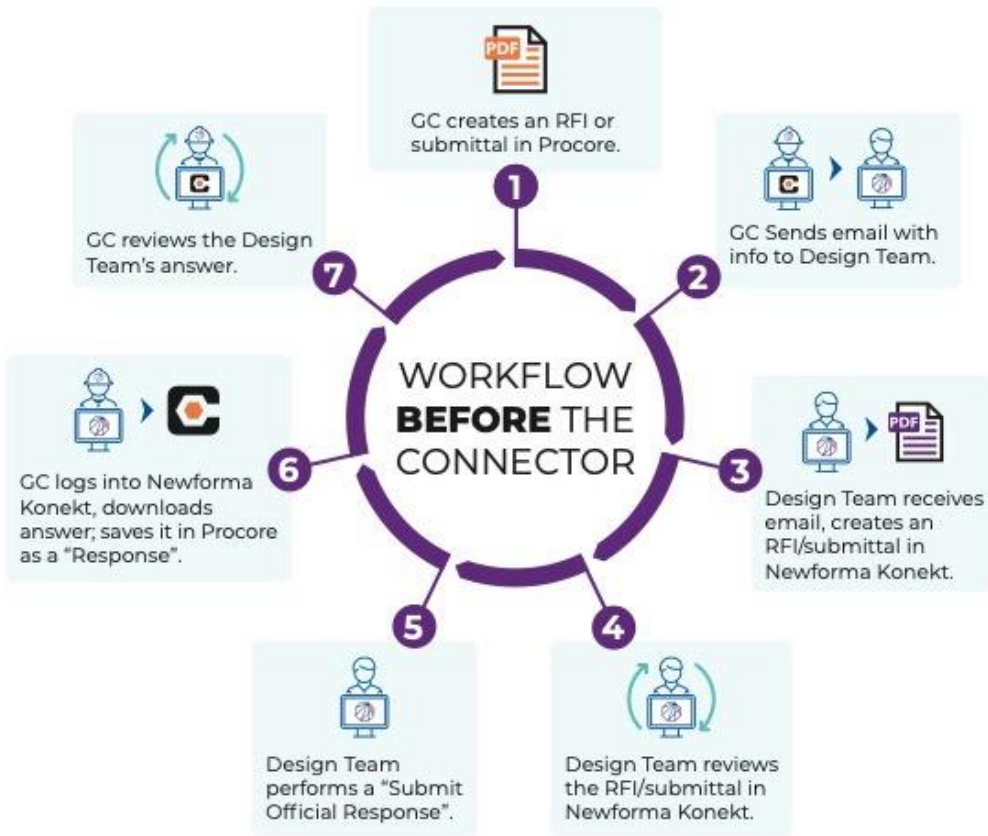 PDF
GC creates an RFI or
submittal in Procore.
1
GC Sends email with
info to Design Team.
2
PDF
Design Team receives
email, creates an
RFI/submittal in
Newforma Konekt.
3
Design Team reviews
the RFI/submittal in
Newforma Konekt.
4
Design Team
performs a “Submit
Official Response”.
5
GC logs into Newforma
Konekt, downloads
answer; saves it in Procore
as a “Response”.
6
GC reviews the Design
Team’s answer.
7
WORKFLOW
BEFORE THE
CONNECTOR